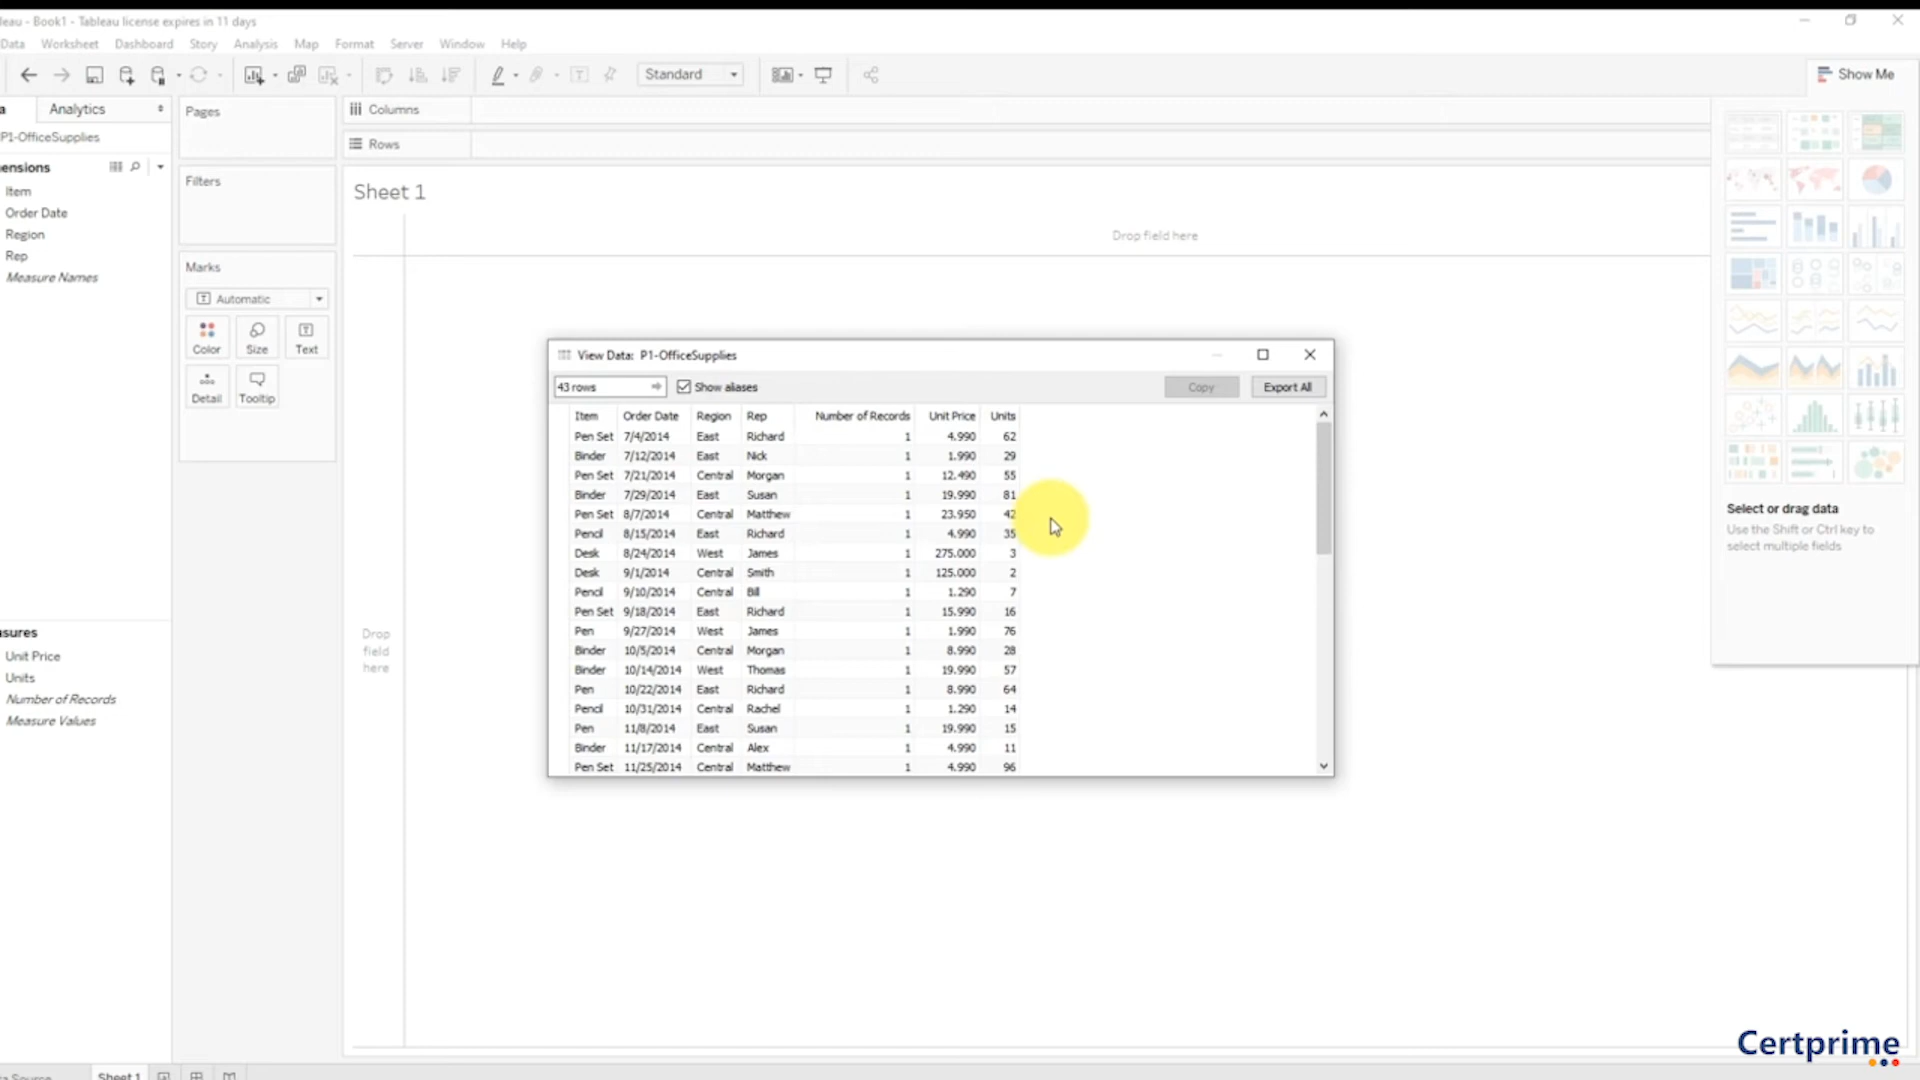 leau - Book1 - Tableau license expires in 11 days
Data Worksheet Dashboard Story Analysis Map Format Server Window Help
Standard
Show Me
a Analytics
Pages
Columns
P1-OfficeSupplies
Rows
ensions
Filters
Item
Sheet 1
Order Date
Region
Drop field here
Rep
Measure Names
Marks
Automatic
Color Size Text
Detail Tooltip
View Data: P1-OfficeSupplies
43 rows Show aliases Copy Export All
Item Order Date Region Rep Number of Records Unit Price Units
Pen Set 7/4/2014 East Richard 1 4.990 62
Binder 7/12/2014 East Nick 1 1.990 29
Pen Set 7/21/2014 Central Morgan 1 12.490 55
Binder 7/29/2014 East Susan 1 19.990 81
Pen Set 8/7/2014 Central Matthew 1 23.950 42
Pencil 8/15/2014 East Richard 1 4.990 35
Desk 8/24/2014 West James 1 275.000 3
Desk 9/1/2014 Central Smith 1 125.000 2
Pencil 9/10/2014 Central Bill 1 1.290 7
Pen Set 9/18/2014 East Richard 1 15.990 16
Pen 9/27/2014 West James 1 1.990 76
Binder 10/5/2014 Central Morgan 1 8.990 28
Binder 10/14/2014 West Thomas 1 19.990 57
Pen 10/22/2014 East Richard 1 8.990 64
Pencil 10/31/2014 Central Rachel 1 1.290 14
Pen 11/8/2014 East Susan 1 19.990 15
Binder 11/17/2014 Central Alex 1 4.990 11
Pen Set 11/25/2014 Central Matthew 1 4.990 96
Select or drag data
Use the Shift or Ctrl key to
select multiple fields
Drop
field
here
asures
Unit Price
Units
Number of Records
Measure Values
Certprime
ta Source Sheet 1